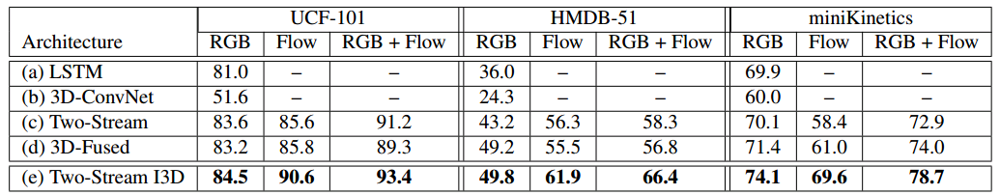 UCF-101 HMDB-51 miniKinetics
Architecture RGB Flow RGB + Flow RGB Flow RGB + Flow RGB Flow RGB + Flow
(a) LSTM 81.0 – – 36.0 – – 69.9 – –
(b) 3D-ConvNet 51.6 – – 24.3 – – 60.0 – –
(c) Two-Stream 83.6 85.6 91.2 43.2 56.3 58.3 70.1 58.4 72.9
(d) 3D-Fused 83.2 85.8 89.3 49.2 55.5 56.8 71.4 61.0 74.0
(e) Two-Stream I3D 84.5 90.6 93.4 49.8 61.9 66.4 74.1 69.6 78.7